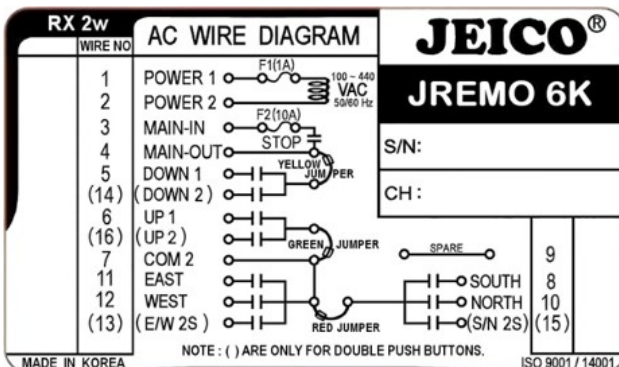 RX 2w
WIRE NO
AC WIRE DIAGRAM
JEICO®
JREMO 6K
S/N:
CH :
1 POWER 1 F1(1A) 100 ~ 440
VAC
2 POWER 2 50/60 Hz
3 MAIN-IN F2(10A)
STOP
4 MAIN-OUT
YELLOW JUMPER
5 DOWN 1
(14) (DOWN 2)
6 UP 1
(16) (UP 2)
GREEN JUMPER
7 COM 2 SPARE 9
11 EAST SOUTH 8
12 WEST NORTH 10
(13) (E/W 2S) (S/N 2S) (15)
RED JUMPER
NOTE : ( ) ARE ONLY FOR DOUBLE PUSH BUTTONS.
MADE IN KOREA
ISO 9001 / 14001